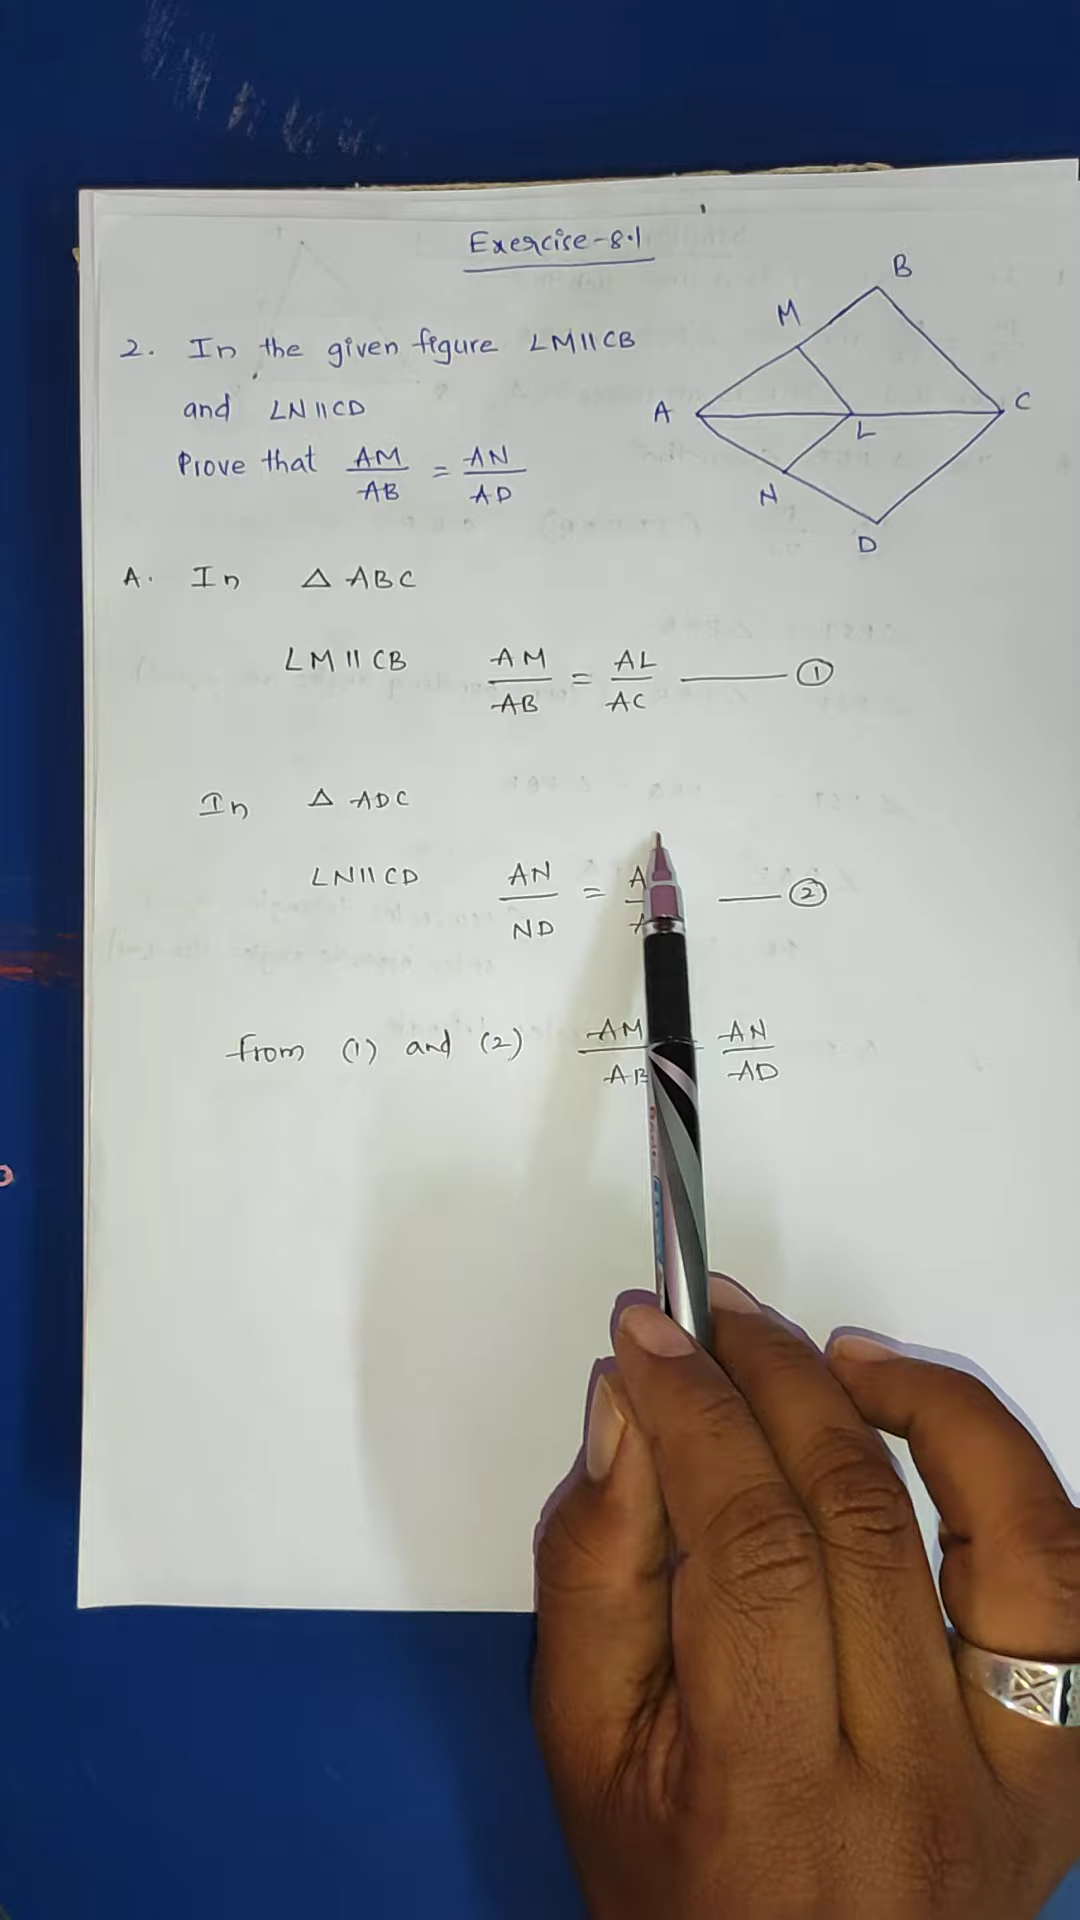 Exercise-8.1
2. In the given figure LM || CB
and LN || CD
Prove that AM/AB = AN/AD
B
M
A
C
L
N
D
A. In △ ABC
LM || CB AM/AB = AL/AC ——— ①
In △ ADC
LN || CD AN/ND = A / A —— ②
from (1) and (2) AM/AB AN/AD